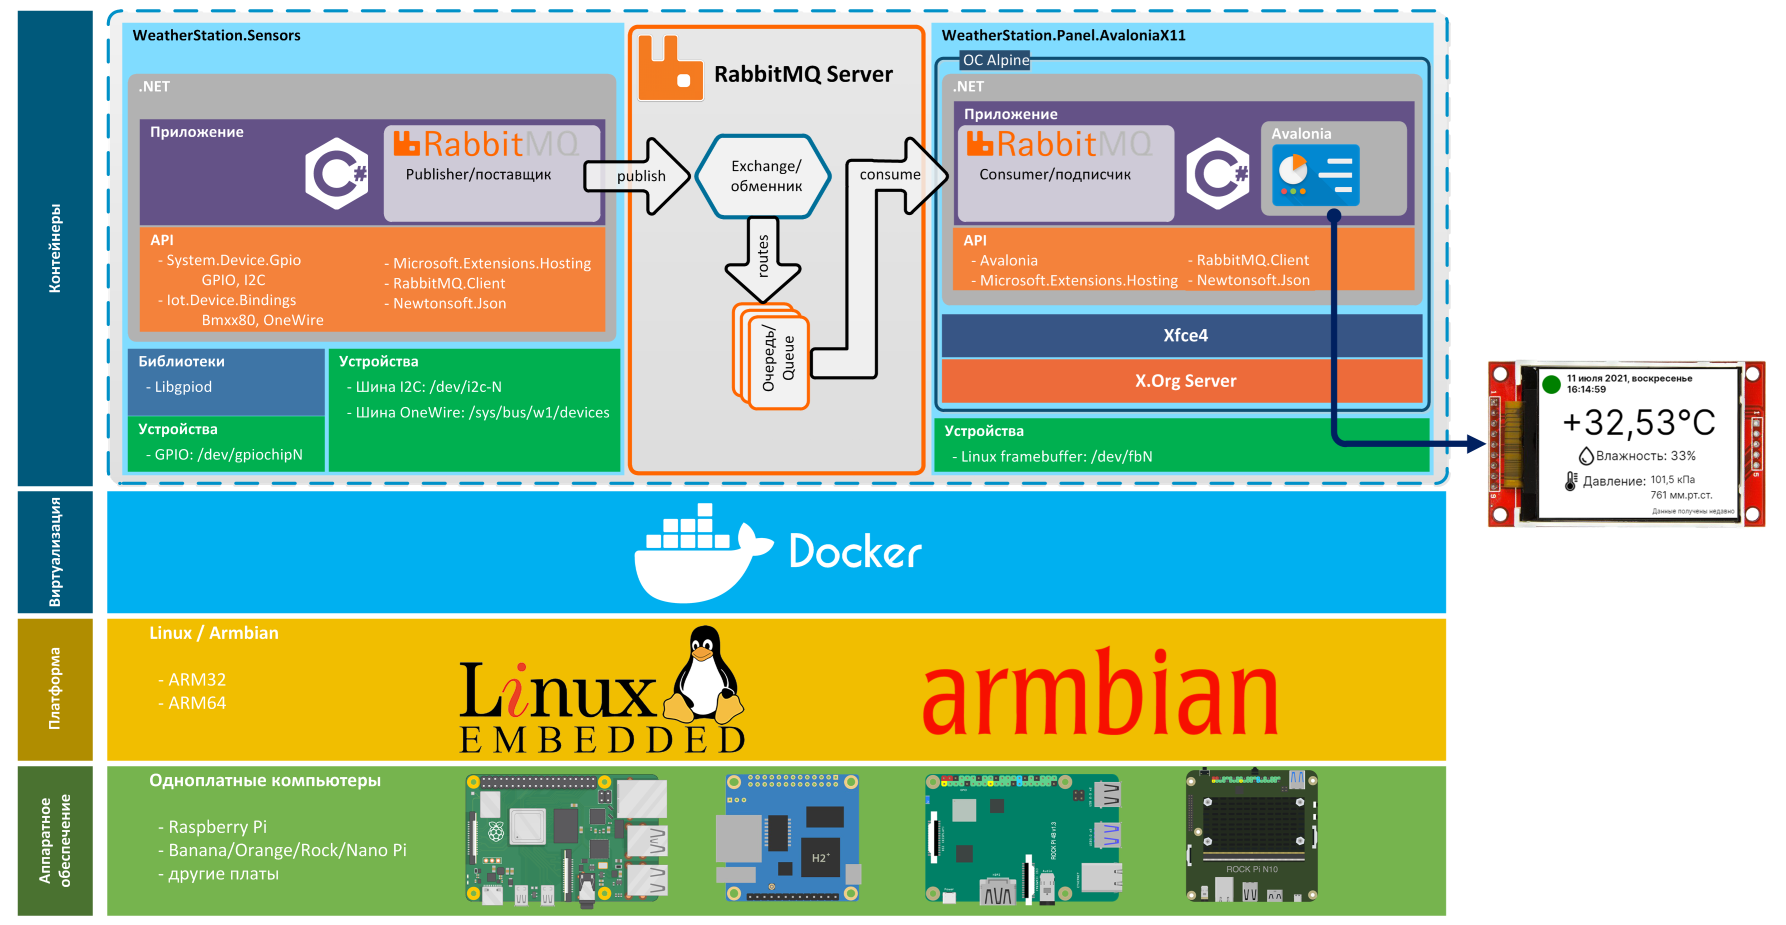 Контейнеры
WeatherStation.Sensors
.NET
Приложение
C#
RabbitMQ
Publisher/поставщик
API
- System.Device.Gpio
GPIO, I2C
- Iot.Device.Bindings
Bmxx80, OneWire
- Microsoft.Extensions.Hosting
- RabbitMQ.Client
- Newtonsoft.Json
Библиотеки
- Libgpiod
Устройства
- GPIO: /dev/gpiochipN
Устройства
- Шина I2C: /dev/i2c-N
- Шина OneWire: /sys/bus/w1/devices
RabbitMQ Server
publish
Exchange/
обменник
routes
Очередь/
Queue
consume
WeatherStation.Panel.AvaloniaX11
ОС Alpine
.NET
Приложение
RabbitMQ
Consumer/подписчик
C#
Avalonia
API
- Avalonia
- Microsoft.Extensions.Hosting
- RabbitMQ.Client
- Newtonsoft.Json
Xfce4
X.Org Server
Устройства
- Linux framebuffer: /dev/fbN
11 июля 2021, воскресенье
16:14:59
+32,53°C
Влажность: 33%
Давление:
101,5 кПа
761 мм.рт.ст.
Данные получены недавно
Виртуализация
Docker
Платформа
Linux / Armbian
- ARM32
- ARM64
Linux
EMBEDDED
armbian
Аппаратное
обеспечение
Одноплатные компьютеры
- Raspberry Pi
- Banana/Orange/Rock/Nano Pi
- другие платы
H2+
ROCK PI 4B v1.3
ROCK Pi N10